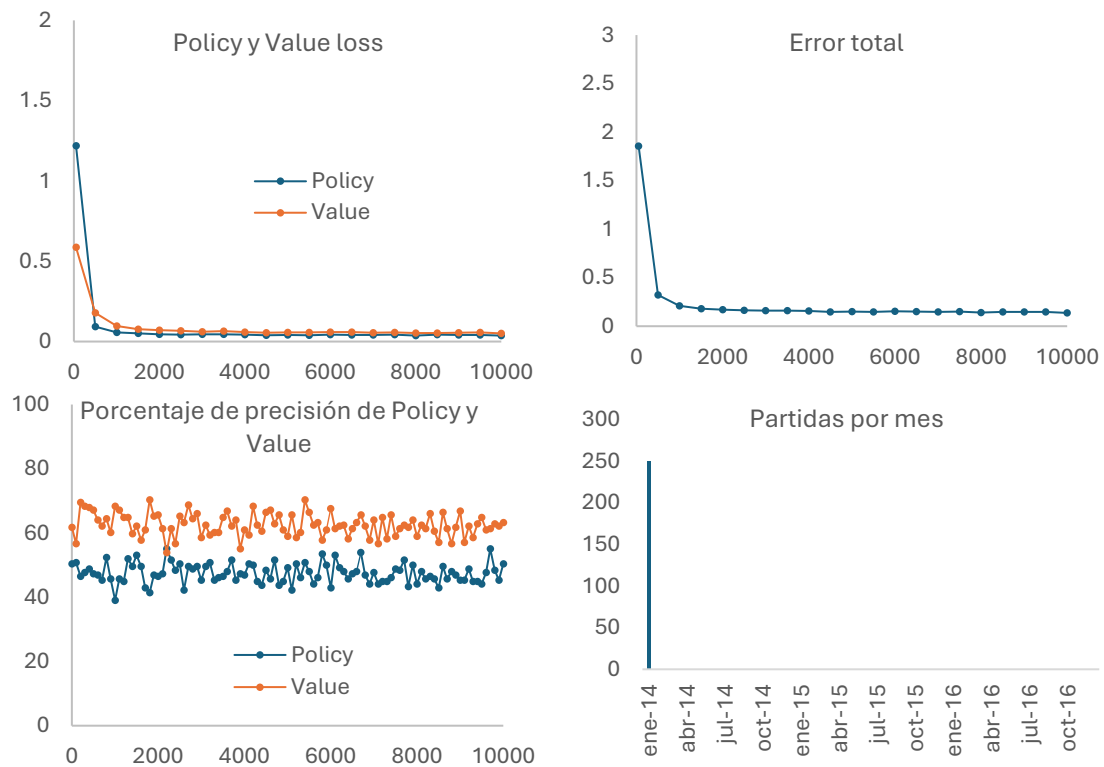 Policy y Value loss
2
1.5
1
0.5
0
Policy
Value
0 2000 4000 6000 8000 10000
Error total
3
2.5
2
1.5
1
0.5
0
0 2000 4000 6000 8000 10000
Porcentaje de precisión de Policy y
Value
100
80
60
40
20
0
Policy
Value
0 2000 4000 6000 8000 10000
Partidas por mes
300
250
200
150
100
50
0
ene-14
abr-14
jul-14
oct-14
ene-15
abr-15
jul-15
oct-15
ene-16
abr-16
jul-16
oct-16